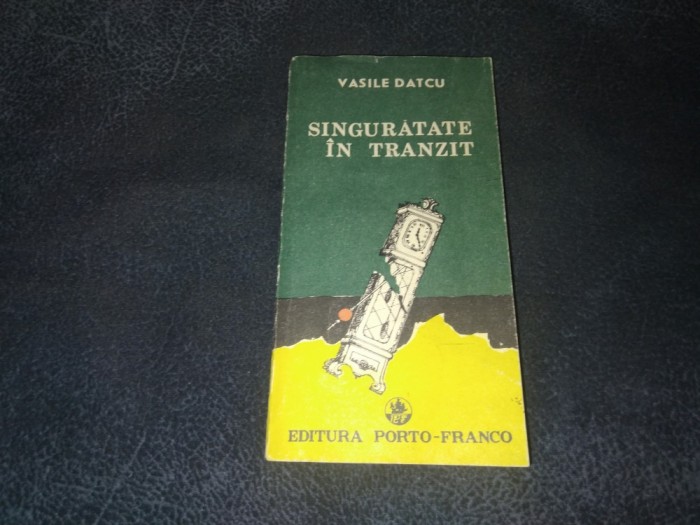 VASILE DATCU
SINGURĂTATE
ÎN TRANZIT
EDITURA PORTO-FRANCO